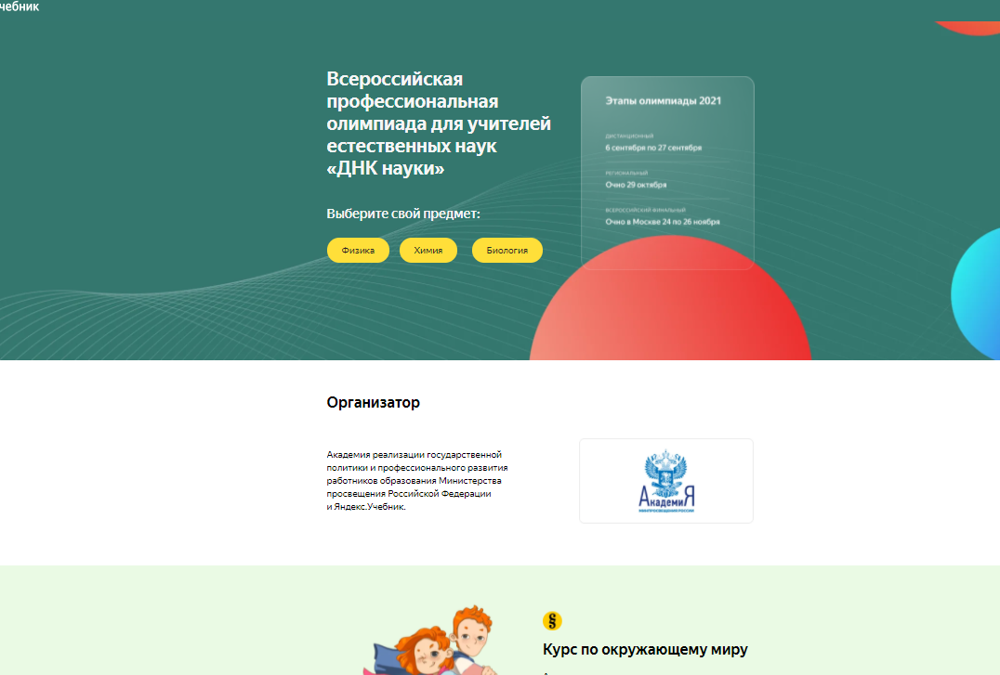 чебник
Всероссийская
профессиональная
олимпиада для учителей
естественных наук
«ДНК науки»
Выберите свой предмет:
Физика
Химия
Биология
Этапы олимпиады 2021
ДИСТАНЦИОННЫЙ
6 сентября по 27 сентября
РЕГИОНАЛЬНЫЙ
Очно 29 октября
ВСЕРОССИЙСКИЙ ФИНАЛЬНЫЙ
Очно в Москве 24 по 26 ноября
Организатор
Академия реализации государственной
политики и профессионального развития
работников образования Министерства
просвещения Российской Федерации
и Яндекс.Учебник.
АкадемиЯ
МИНПРОСВЕЩЕНИЯ РОССИИ
§
Курс по окружающему миру